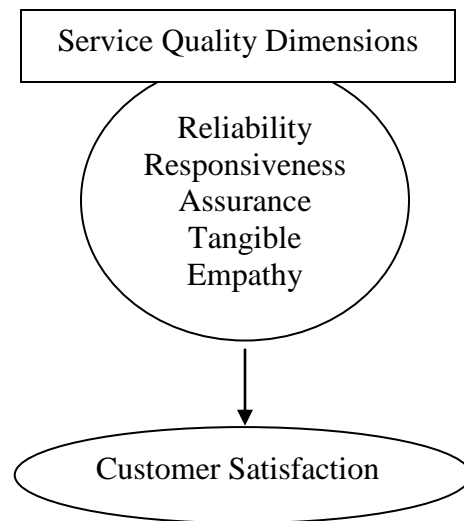 Service Quality Dimensions
Reliability
Responsiveness
Assurance
Tangible
Empathy
Customer Satisfaction